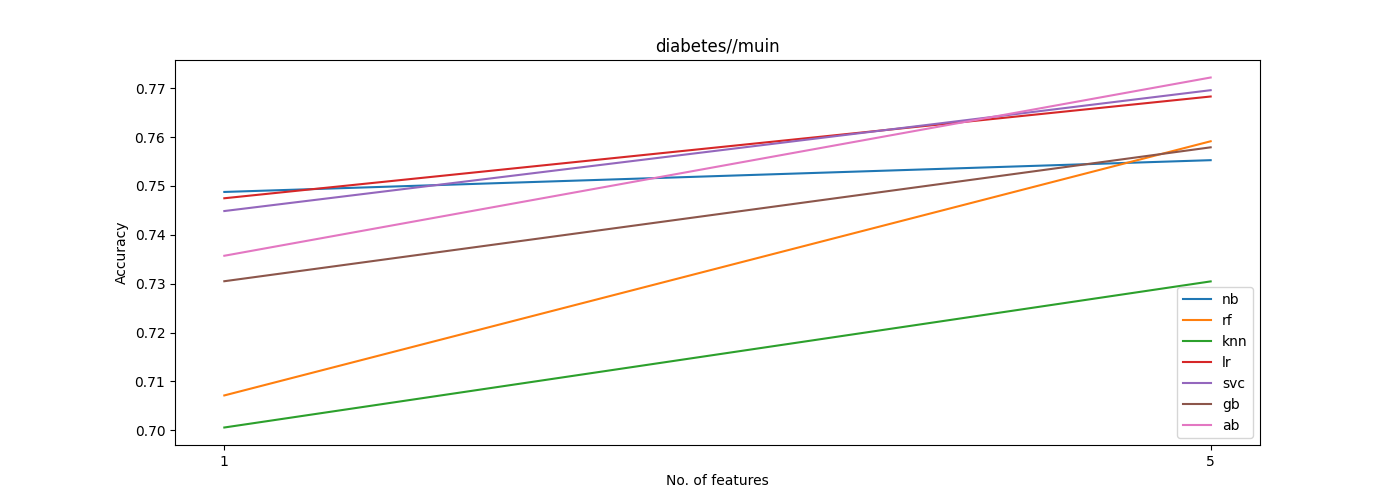 diabetes//muin
Accuracy
0.77
0.76
0.75
0.74
0.73
0.72
0.71
0.70
1
5
No. of features
nb
rf
knn
lr
svc
gb
ab